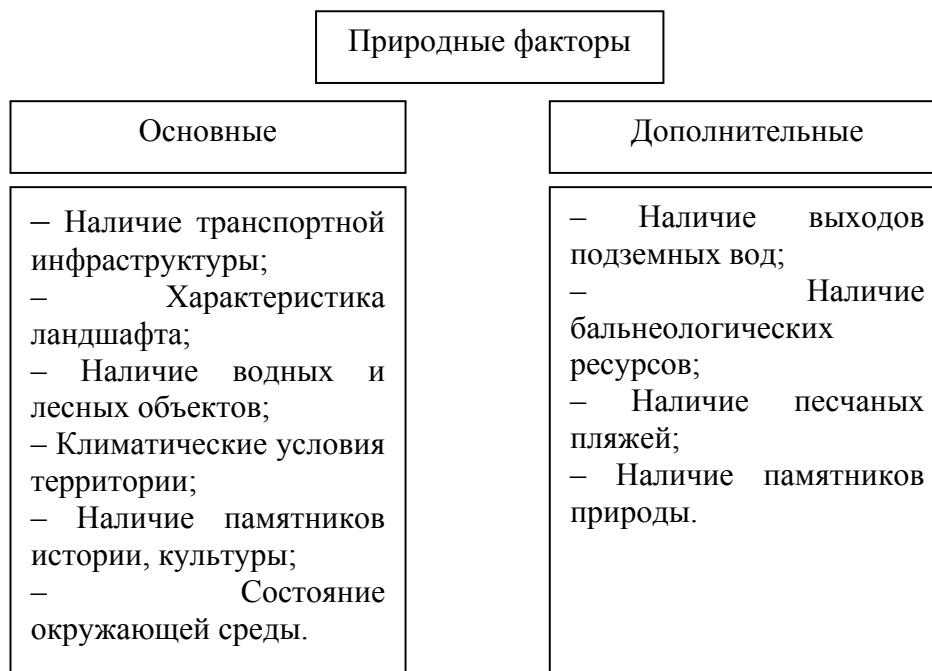 Природные факторы
Основные
– Наличие транспортной
инфраструктуры;
– Характеристика
ландшафта;
– Наличие водных и
лесных объектов;
– Климатические условия
территории;
– Наличие памятников
истории, культуры;
– Состояние
окружающей среды.
Дополнительные
– Наличие выходов
подземных вод;
– Наличие
бальнеологических
ресурсов;
– Наличие песчаных
пляжей;
– Наличие памятников
природы.